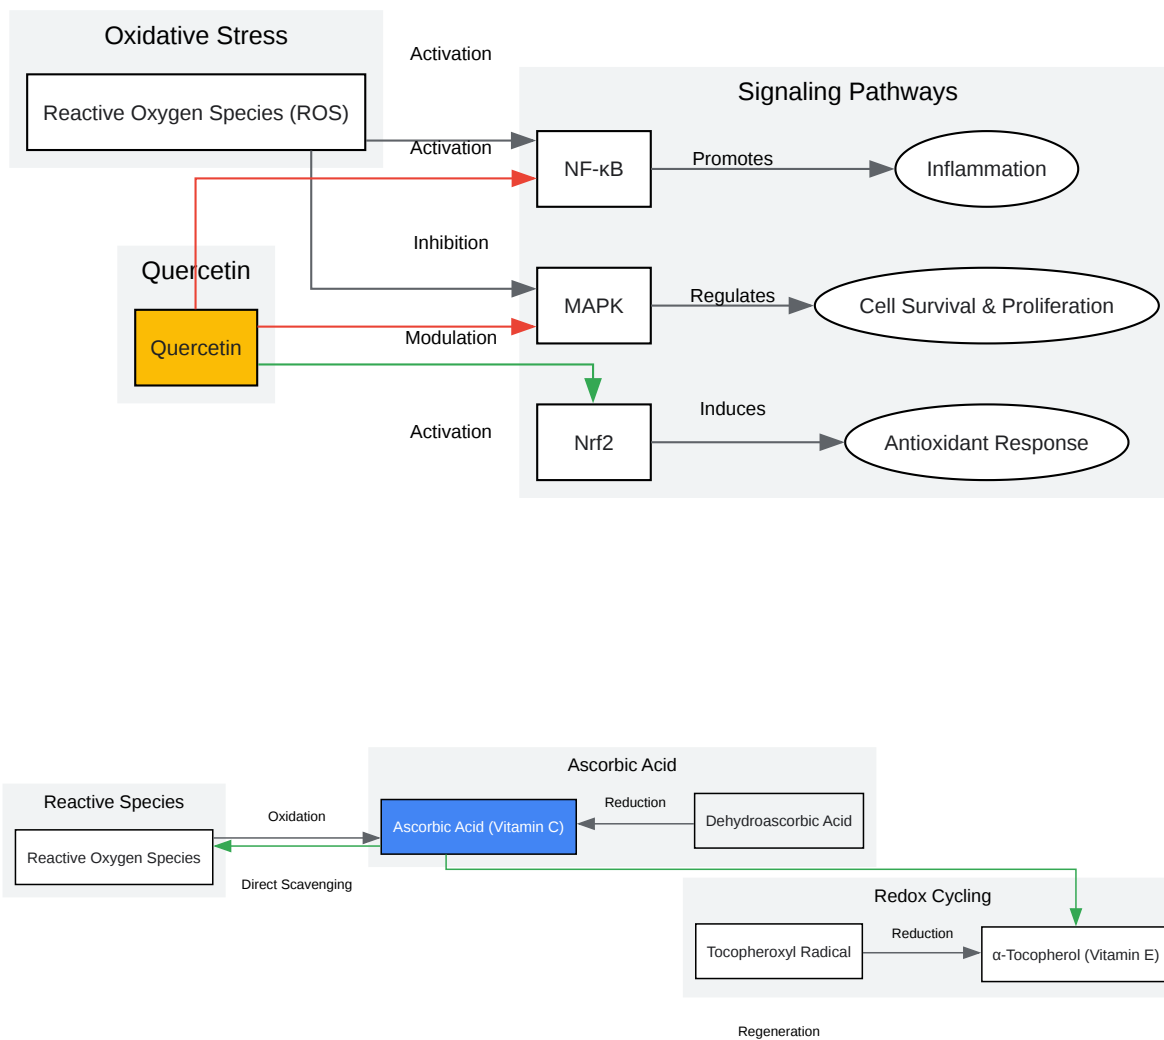 Oxidative Stress
Reactive Oxygen Species (ROS)
Activation
Signaling Pathways
Activation
NF-κB
Promotes
Inflammation
Inhibition
Quercetin
Quercetin
MAPK
Regulates
Cell Survival & Proliferation
Modulation
Activation
Nrf2
Induces
Antioxidant Response
Ascorbic Acid
Reactive Species
Oxidation
Reactive Oxygen Species
Ascorbic Acid (Vitamin C)
Reduction
Dehydroascorbic Acid
Direct Scavenging
Redox Cycling
Tocopheroxyl Radical
Reduction
α-Tocopherol (Vitamin E)
Regeneration